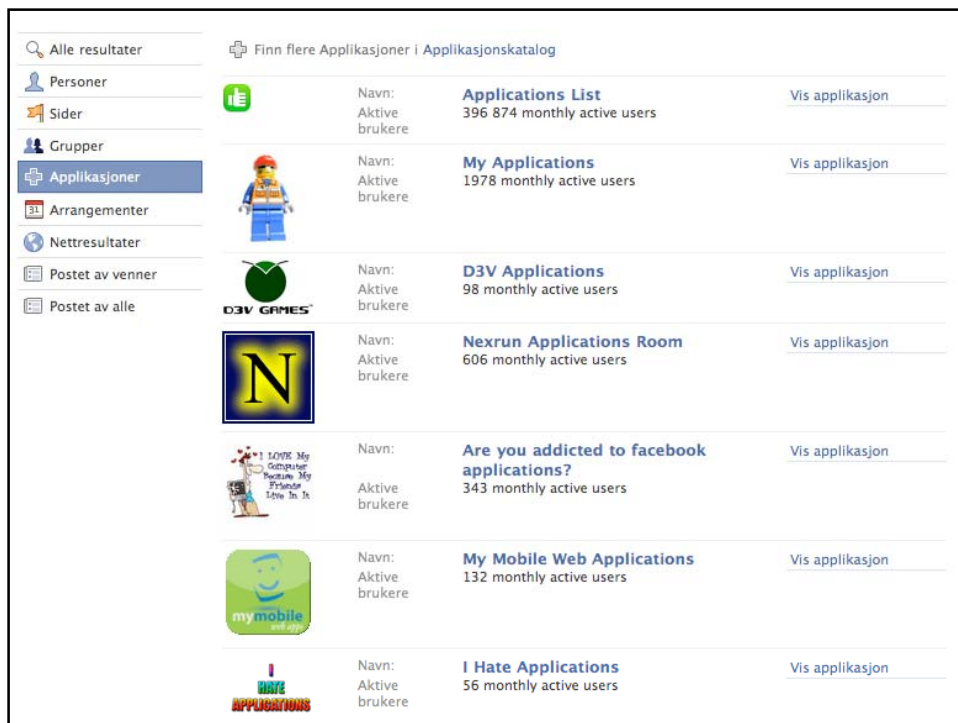 Alle resultater
Personer
Sider
Grupper
Applikasjoner
31 Arrangementer
Nettresultater
Postet av venner
Postet av alle
Finn flere Applikasjoner i Applikasjonskatalog
Navn: Applications List Vis applikasjon
Aktive 396 874 monthly active users
brukere
Navn: My Applications Vis applikasjon
Aktive 1978 monthly active users
brukere
D3V GAMES™
Navn: D3V Applications Vis applikasjon
Aktive 98 monthly active users
brukere
N
Navn: Nexrun Applications Room Vis applikasjon
Aktive 606 monthly active users
brukere
I LOVE My
Computer
Because My
Friends
Live In It
Navn: Are you addicted to facebook Vis applikasjon
applications?
Aktive 343 monthly active users
brukere
mymobile
web apps
Navn: My Mobile Web Applications Vis applikasjon
Aktive 132 monthly active users
brukere
I
HATE
APPLICATIONS
Navn: I Hate Applications Vis applikasjon
Aktive 56 monthly active users
brukere